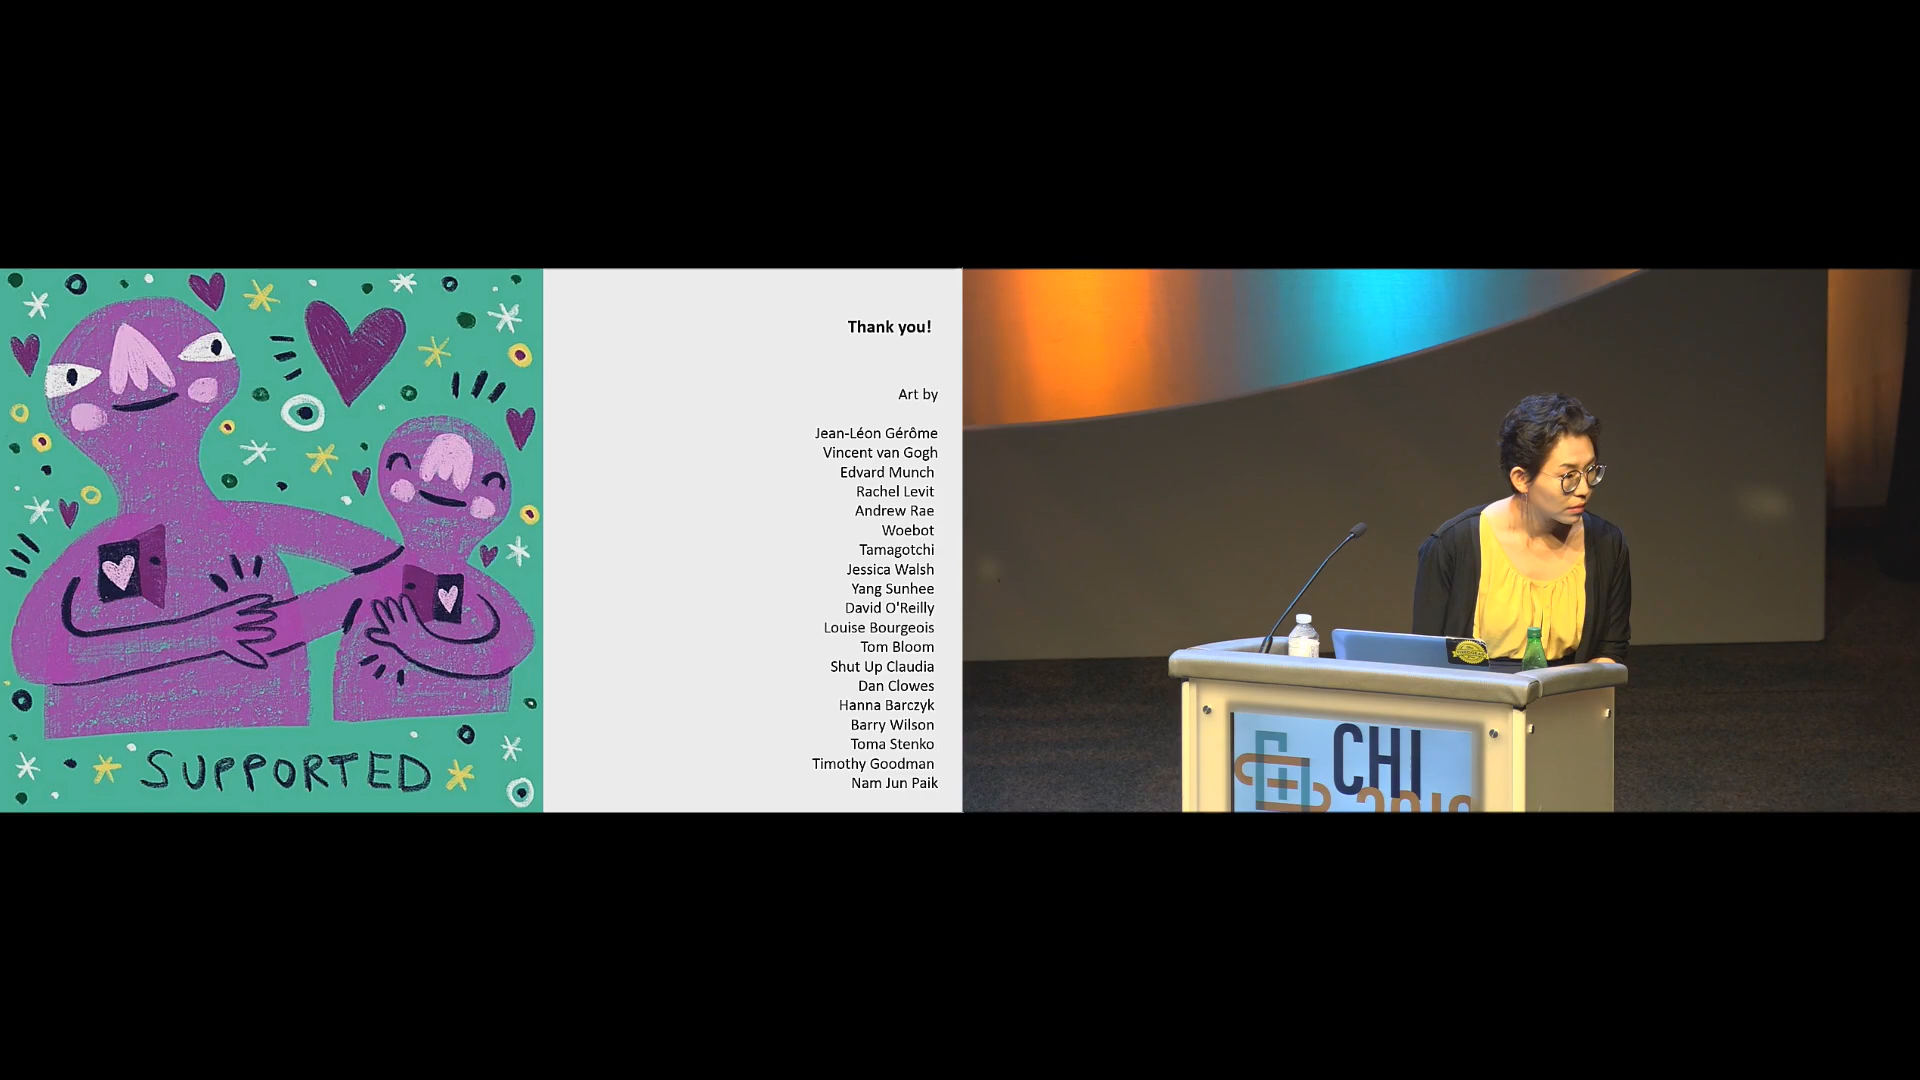 SUPPORTED
Thank you!
Art by
Jean-Léon Gérôme
Vincent van Gogh
Edvard Munch
Rachel Levit
Andrew Rae
Woebot
Tamagotchi
Jessica Walsh
Yang Sunhee
David O'Reilly
Louise Bourgeois
Tom Bloom
Shut Up Claudia
Dan Clowes
Hanna Barczyk
Barry Wilson
Toma Stenko
Timothy Goodman
Nam Jun Paik
CHI